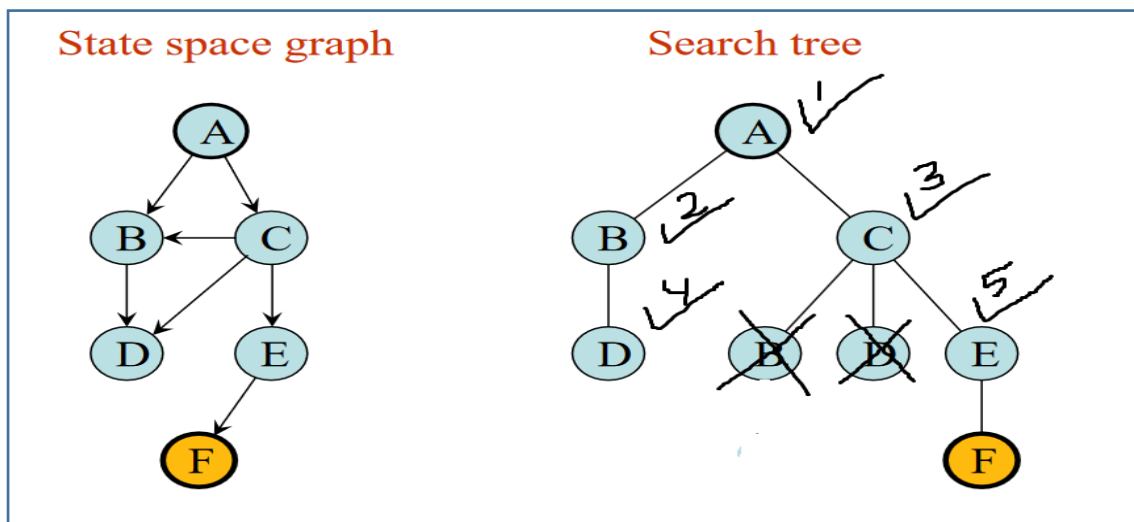 State space graph
Search tree
A
B C
D E
F
A 1
B 2 C 3
D 4 B D E 5
F